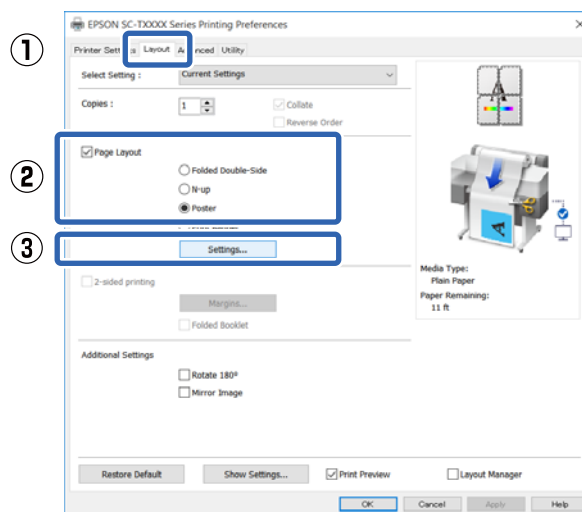 EPSON SC-TXXXX Series Printing Preferences
①
Layout Utility
Select Setting : Current Settings
Copies : 1 Collate
Reverse Order
②
Page Layout
Folded Double-Side
N-up
Poster
③
Settings...
2-sided printing
Margins...
Folded Booklet
Media Type:
Plain Paper
Paper Remaining:
11 ft
Additional Settings
Rotate 180°
Mirror Image
Restore Default Show Settings... Print Preview Layout Manager
OK Cancel Apply Help